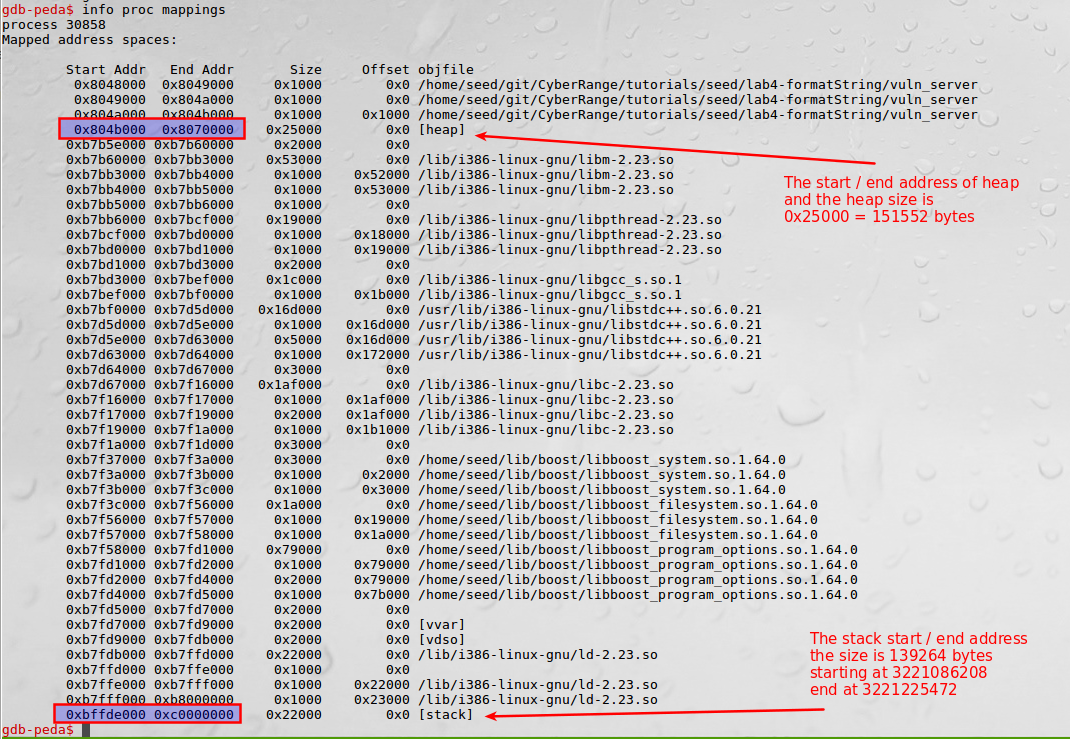 gdb-peda$ info proc mappings
process 30858
Mapped address spaces:
Start Addr   End Addr       Size     Offset objfile
0x8048000  0x8049000     0x1000        0x0 /home/seed/git/CyberRange/tutorials/seed/lab4-formatString/vuln_server
0x8049000  0x804a000     0x1000        0x0 /home/seed/git/CyberRange/tutorials/seed/lab4-formatString/vuln_server
0x804a000  0x804b000     0x1000     0x1000 /home/seed/git/CyberRange/tutorials/seed/lab4-formatString/vuln_server
0x804b000  0x8070000    0x25000        0x0 [heap]
0xb7b5e000 0xb7b60000     0x2000        0x0
0xb7b60000 0xb7bb3000    0x53000        0x0 /lib/i386-linux-gnu/libm-2.23.so
0xb7bb3000 0xb7bb4000     0x1000    0x52000 /lib/i386-linux-gnu/libm-2.23.so
0xb7bb4000 0xb7bb5000     0x1000    0x53000 /lib/i386-linux-gnu/libm-2.23.so
0xb7bb5000 0xb7bb6000     0x1000        0x0
The start / end address of heap
and the heap size is
0x25000 = 151552 bytes
0xb7bb6000 0xb7bcf000    0x19000        0x0 /lib/i386-linux-gnu/libpthread-2.23.so
0xb7bcf000 0xb7bd0000     0x1000    0x18000 /lib/i386-linux-gnu/libpthread-2.23.so
0xb7bd0000 0xb7bd1000     0x1000    0x19000 /lib/i386-linux-gnu/libpthread-2.23.so
0xb7bd1000 0xb7bd3000     0x2000        0x0
0xb7bd3000 0xb7bef000    0x1c000        0x0 /lib/i386-linux-gnu/libgcc_s.so.1
0xb7bef000 0xb7bf0000     0x1000    0x1b000 /lib/i386-linux-gnu/libgcc_s.so.1
0xb7bf0000 0xb7d5d000   0x16d000        0x0 /usr/lib/i386-linux-gnu/libstdc++.so.6.0.21
0xb7d5d000 0xb7d5e000     0x1000   0x16d000 /usr/lib/i386-linux-gnu/libstdc++.so.6.0.21
0xb7d5e000 0xb7d63000     0x5000   0x16d000 /usr/lib/i386-linux-gnu/libstdc++.so.6.0.21
0xb7d63000 0xb7d64000     0x1000   0x172000 /usr/lib/i386-linux-gnu/libstdc++.so.6.0.21
0xb7d64000 0xb7d67000     0x3000        0x0
0xb7d67000 0xb7f16000   0x1af000        0x0 /lib/i386-linux-gnu/libc-2.23.so
0xb7f16000 0xb7f17000     0x1000   0x1af000 /lib/i386-linux-gnu/libc-2.23.so
0xb7f17000 0xb7f19000     0x2000   0x1af000 /lib/i386-linux-gnu/libc-2.23.so
0xb7f19000 0xb7f1a000     0x1000   0x1b1000 /lib/i386-linux-gnu/libc-2.23.so
0xb7f1a000 0xb7f1d000     0x3000        0x0
0xb7f37000 0xb7f3a000     0x3000        0x0 /home/seed/lib/boost/libboost_system.so.1.64.0
0xb7f3a000 0xb7f3b000     0x1000     0x2000 /home/seed/lib/boost/libboost_system.so.1.64.0
0xb7f3b000 0xb7f3c000     0x1000     0x3000 /home/seed/lib/boost/libboost_system.so.1.64.0
0xb7f3c000 0xb7f56000    0x1a000        0x0 /home/seed/lib/boost/libboost_filesystem.so.1.64.0
0xb7f56000 0xb7f57000     0x1000    0x19000 /home/seed/lib/boost/libboost_filesystem.so.1.64.0
0xb7f57000 0xb7f58000     0x1000    0x1a000 /home/seed/lib/boost/libboost_filesystem.so.1.64.0
0xb7f58000 0xb7fd1000    0x79000        0x0 /home/seed/lib/boost/libboost_program_options.so.1.64.0
0xb7fd1000 0xb7fd2000     0x1000    0x79000 /home/seed/lib/boost/libboost_program_options.so.1.64.0
0xb7fd2000 0xb7fd4000     0x2000    0x79000 /home/seed/lib/boost/libboost_program_options.so.1.64.0
0xb7fd4000 0xb7fd5000     0x1000    0x7b000 /home/seed/lib/boost/libboost_program_options.so.1.64.0
0xb7fd5000 0xb7fd7000     0x2000        0x0
0xb7fd7000 0xb7fd9000     0x2000        0x0 [vvar]
0xb7fd9000 0xb7fdb000     0x2000        0x0 [vdso]
0xb7fdb000 0xb7ffd000    0x22000        0x0 /lib/i386-linux-gnu/ld-2.23.so
0xb7ffd000 0xb7ffe000     0x1000        0x0
0xb7ffe000 0xb7fff000     0x1000    0x22000 /lib/i386-linux-gnu/ld-2.23.so
0xb7fff000 0xb8000000     0x1000    0x23000 /lib/i386-linux-gnu/ld-2.23.so
0xbffde000 0xc0000000    0x22000        0x0 [stack]
The stack start / end address
the size is 139264 bytes
starting at 3221086208
end at 3221225472
gdb-peda$